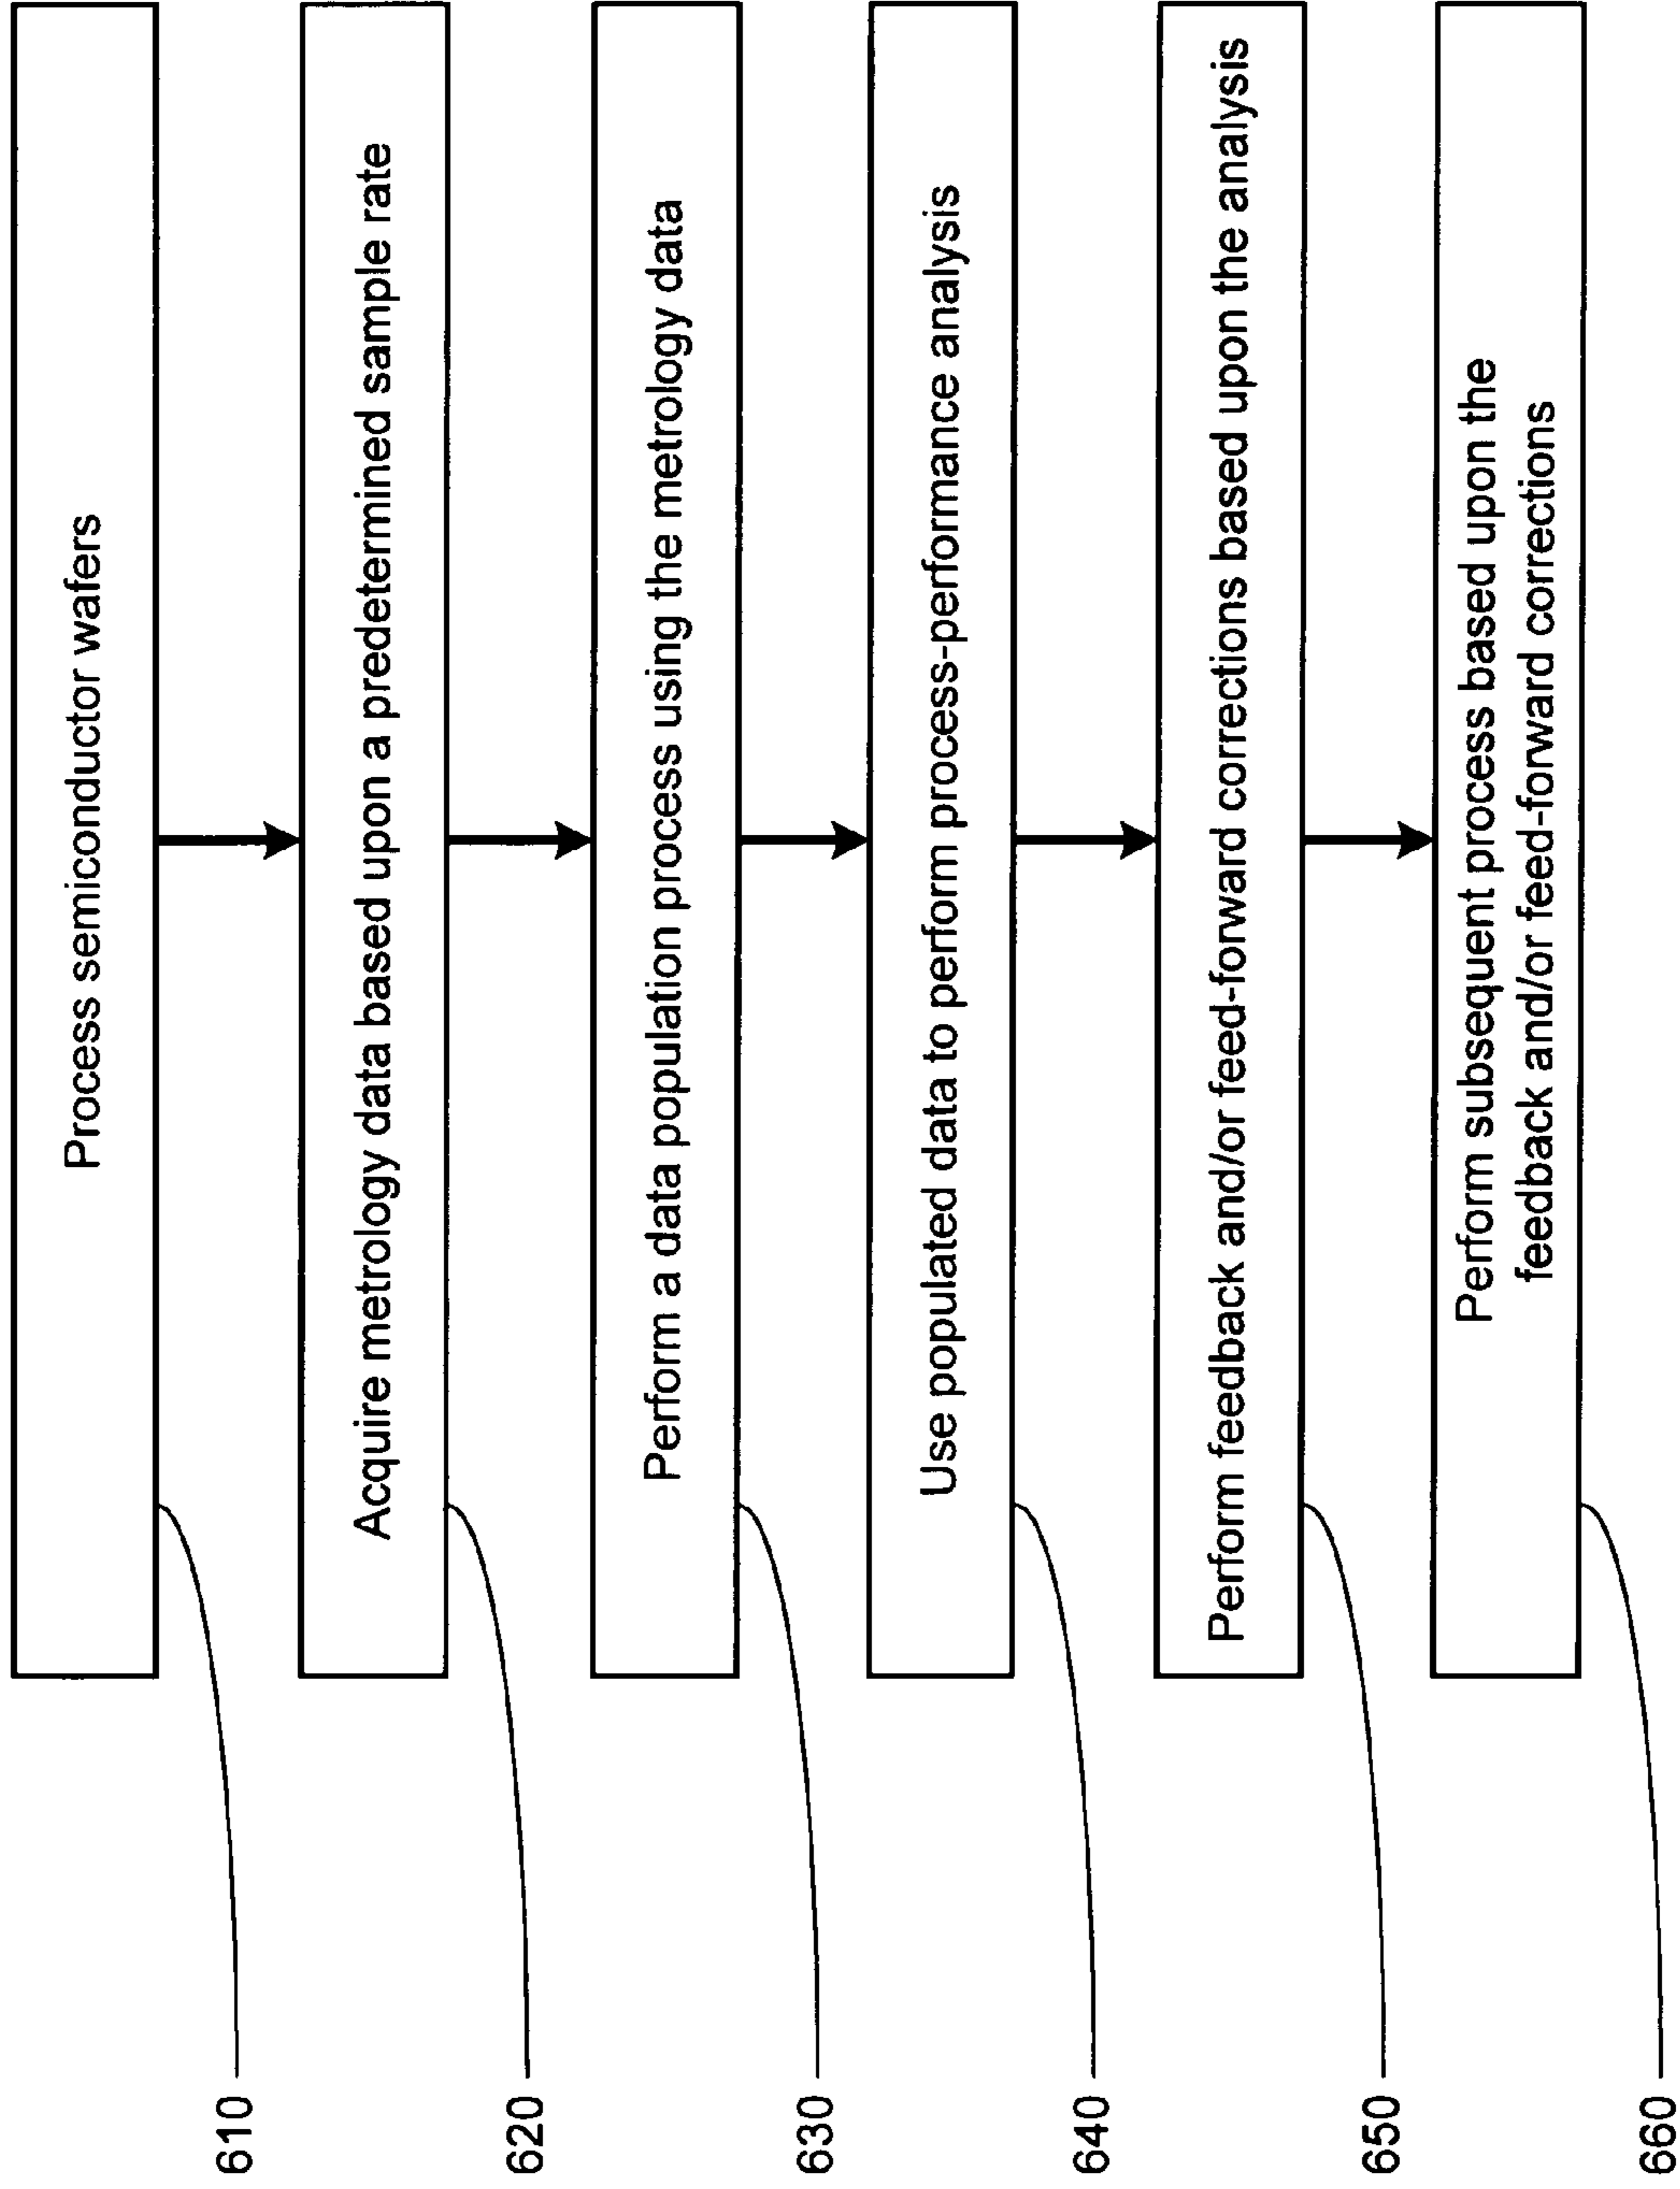 Process semiconductor wafers
610
Acquire metrology data based upon a predetermined sample rate
620
Perform a data population process using the metrology data
630
Use populated data to perform process-performance analysis
640
Perform feedback and/or feed-forward corrections based upon the analysis
650
Perform subsequent process based upon the
feedback and/or feed-forward corrections
660